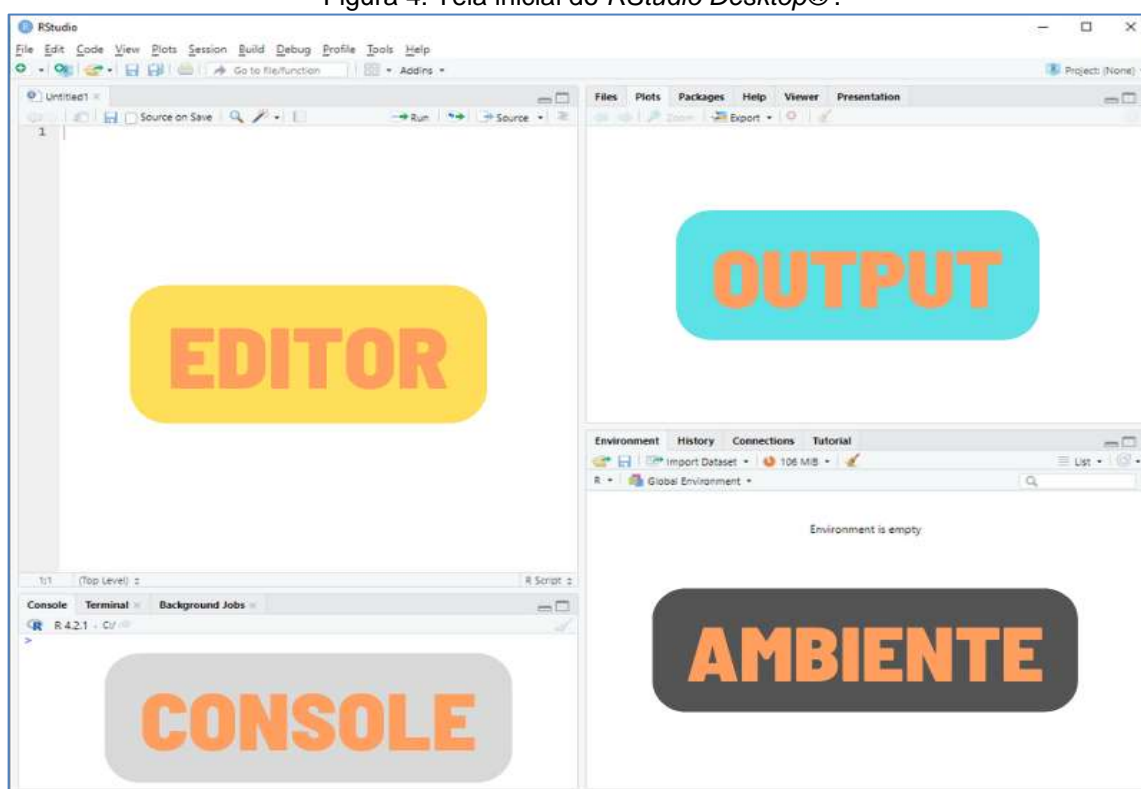 Figura 4. Tela inicial do RStudio Desktop®.
RStudio
File Edit Code View Plots Session Build Debug Profile Tools Help
Go to file/function Addins
Project: (None)
Untitled1
Source on Save Run Source
1
EDITOR
1:1 (Top Level) R Script
Console Terminal Background Jobs
R 4.2.1 · C:/
>
CONSOLE
Files Plots Packages Help Viewer Presentation
Zoom Export
OUTPUT
Environment History Connections Tutorial
Import Dataset 106 MiB List
R Global Environment
Environment is empty
AMBIENTE